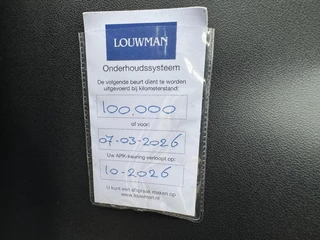 LOUWMAN
Onderhoudssysteem
De volgende beurt dient te worden
uitgevoerd bij kilometerstand:
100.000
of voor:
07-03-2026
Uw APK-keuring verloopt op:
10-2026
U kunt een afspraak maken op
www.louwman.nl